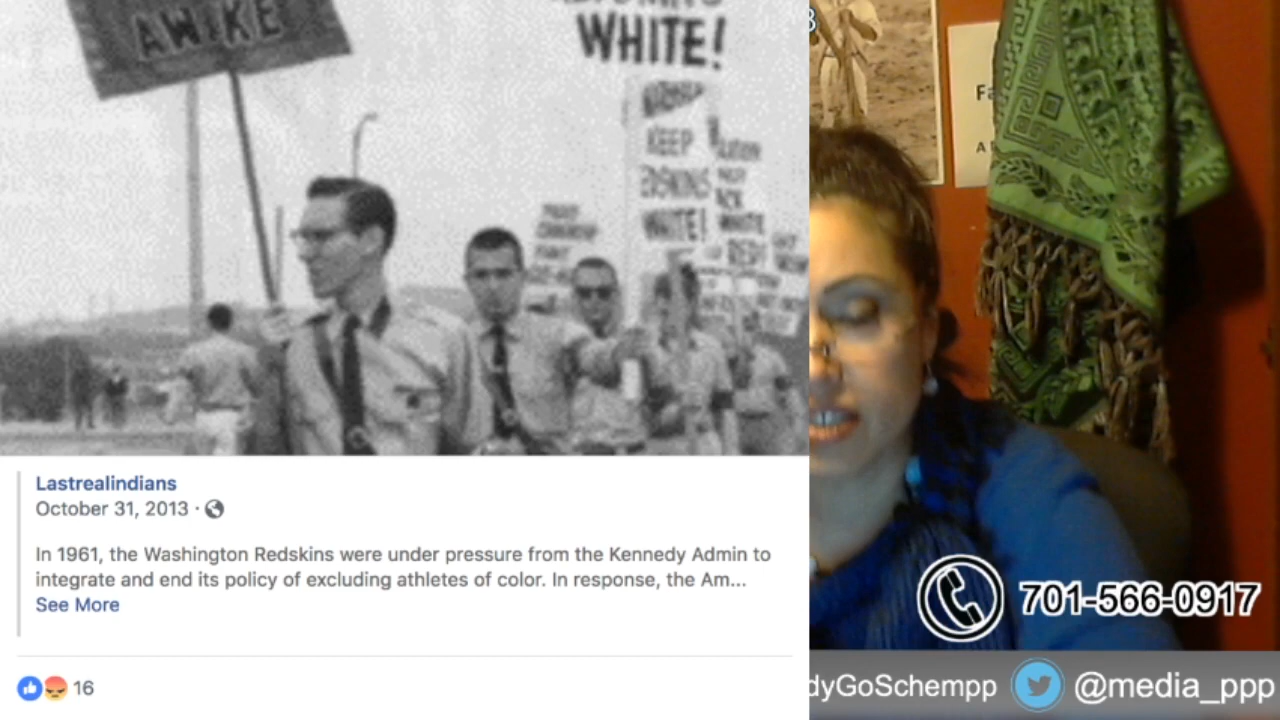 AWAKE
WHITE!
KEEP
WHITE!
WHITE
Fa
A
Lastrealindians
October 31, 2013 ·
In 1961, the Washington Redskins were under pressure from the Kennedy Admin to
integrate and end its policy of excluding athletes of color. In response, the Am...
See More
16
701-566-0917
dyGoSchempp
@media_ppp